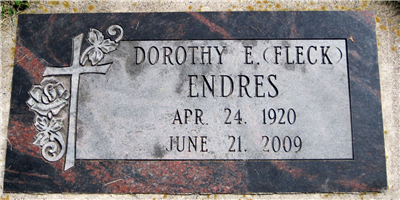 DOROTHY E. (FLECK)
ENDRES
APR. 24. 1920
JUNE 21. 2009